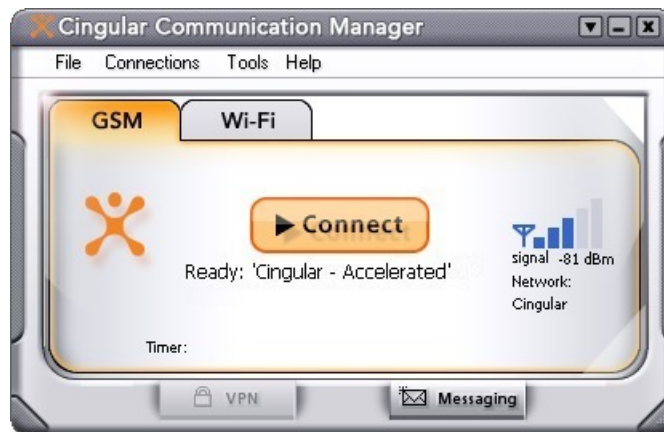 Cingular Communication Manager
File Connections Tools Help
GSM Wi-Fi
Connect
Ready: 'Cingular - Accelerated'
signal -81 dBm
Network:
Cingular
Timer:
VPN Messaging